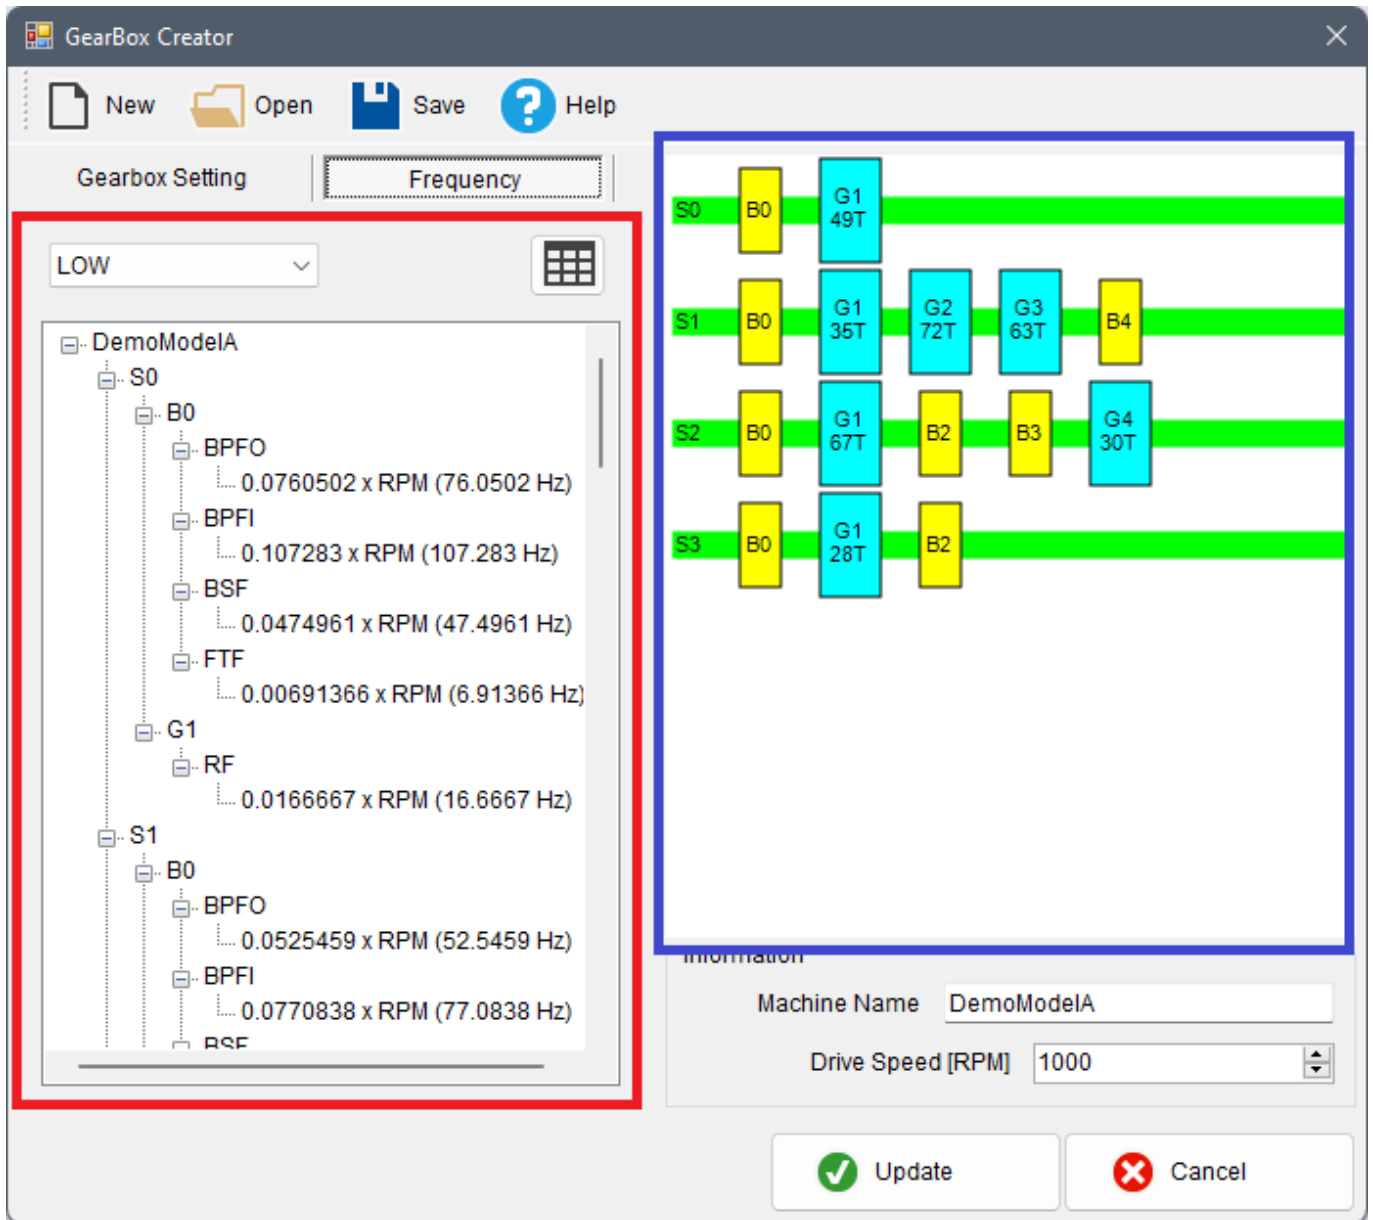 GearBox Creator
New Open Save Help
Gearbox Setting Frequency
LOW
DemoModelA
S0
B0
BPFO
0.0760502 x RPM (76.0502 Hz)
BPFI
0.107283 x RPM (107.283 Hz)
BSF
0.0474961 x RPM (47.4961 Hz)
FTF
0.00691366 x RPM (6.91366 Hz)
G1
RF
0.0166667 x RPM (16.6667 Hz)
S1
B0
BPFO
0.0525459 x RPM (52.5459 Hz)
BPFI
0.0770838 x RPM (77.0838 Hz)
BSF
S0 B0 G1 49T
S1 B0 G1 35T G2 72T G3 63T B4
S2 B0 G1 67T B2 B3 G4 30T
S3 B0 G1 28T B2
Information
Machine Name DemoModelA
Drive Speed [RPM] 1000
Update Cancel